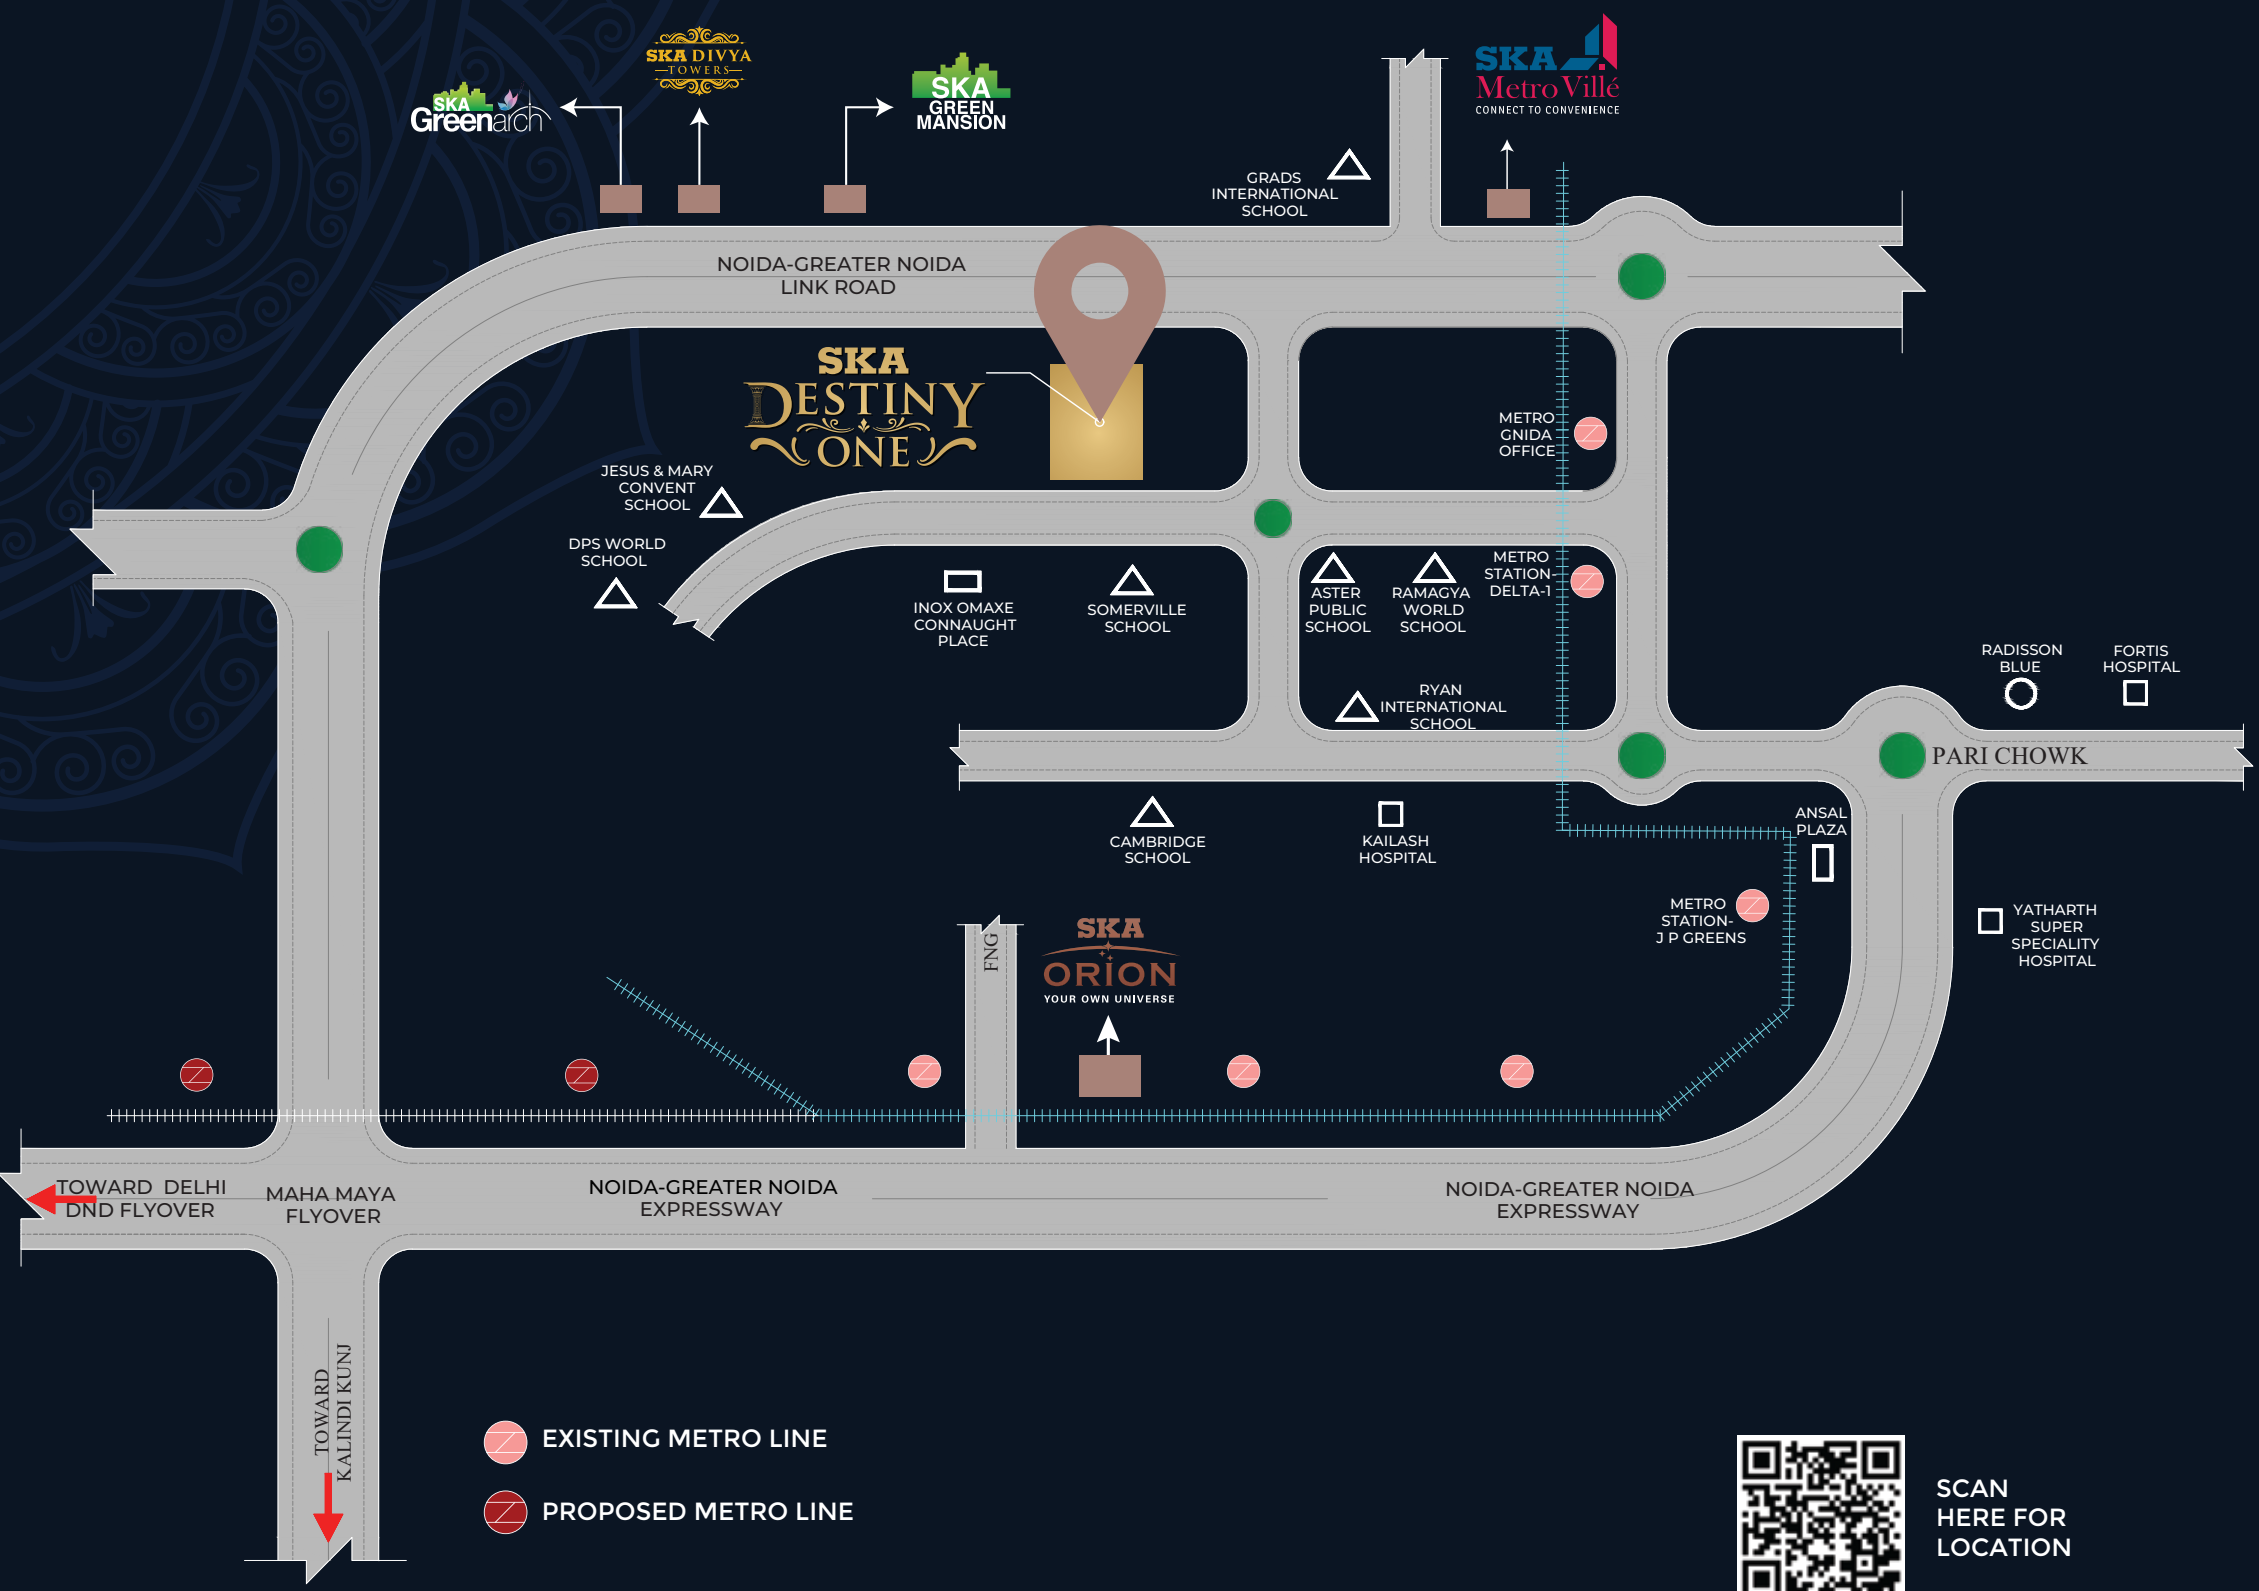 SKA DIVYA
TOWERS
SKA
Greenarch
SKA
GREEN
MANSION
SKA
Metro Villé
CONNECT TO CONVENIENCE
GRADS
INTERNATIONAL
SCHOOL
NOIDA-GREATER NOIDA
LINK ROAD
SKA
DESTINY
ONE
METRO
GNIDA
OFFICE
JESUS & MARY
CONVENT
SCHOOL
DPS WORLD
SCHOOL
INOX OMAXE
CONNAUGHT
PLACE
SOMERVILLE
SCHOOL
ASTER
PUBLIC
SCHOOL
RAMAGYA
WORLD
SCHOOL
METRO
STATION-
DELTA-1
RYAN
INTERNATIONAL
SCHOOL
RADISSON
BLUE
FORTIS
HOSPITAL
PARI CHOWK
CAMBRIDGE
SCHOOL
KAILASH
HOSPITAL
ANSAL
PLAZA
METRO
STATION-
J P GREENS
YATHARTH
SUPER
SPECIALITY
HOSPITAL
FNG
SKA
ORION
YOUR OWN UNIVERSE
TOWARD DELHI
DND FLYOVER
MAHA MAYA
FLYOVER
NOIDA-GREATER NOIDA
EXPRESSWAY
NOIDA-GREATER NOIDA
EXPRESSWAY
TOWARD
KALINDI KUNJ
EXISTING METRO LINE
PROPOSED METRO LINE
SCAN
HERE FOR
LOCATION